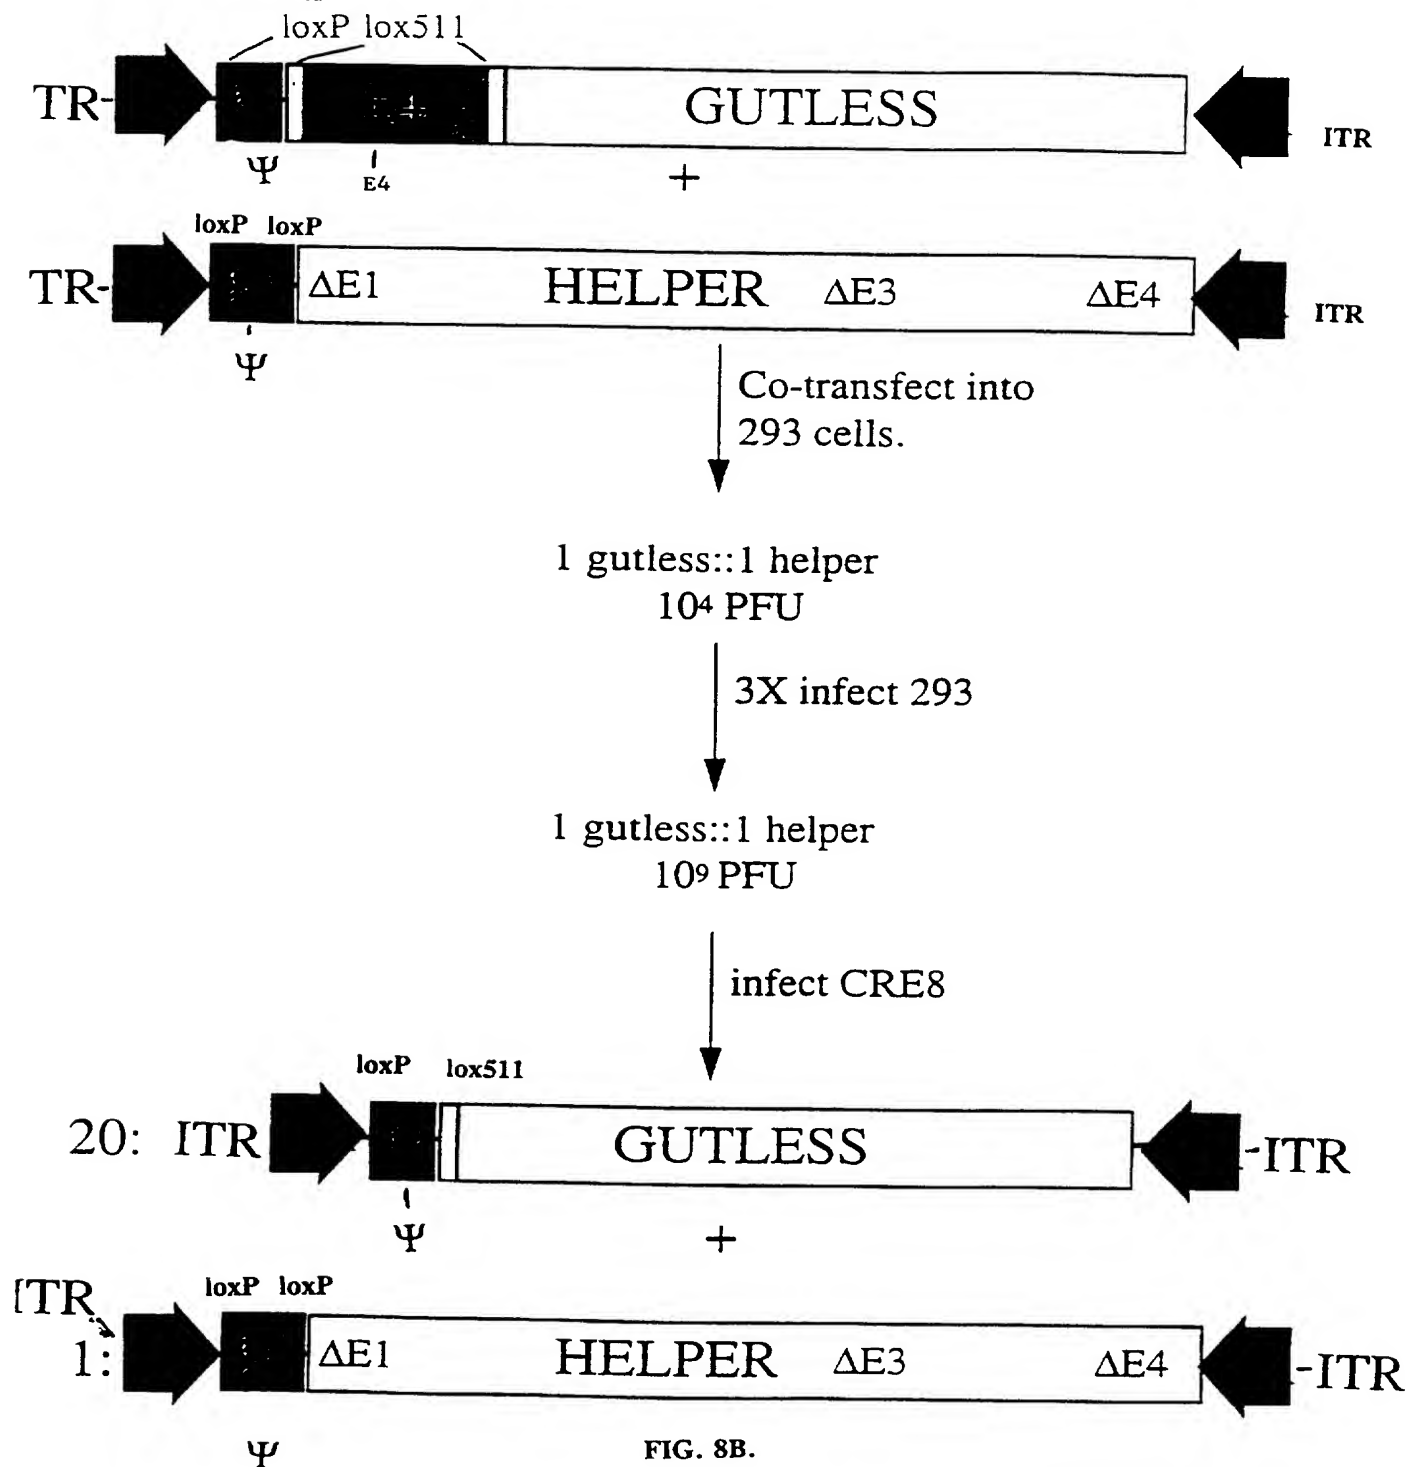 loxP lox511
TR- GUTLESS ITR
Ψ E4 +
loxP loxP
TR- ΔE1 HELPER ΔE3 ΔE4 ITR
Ψ
Co-transfect into
293 cells.
1 gutless::1 helper
10⁴ PFU
3X infect 293
1 gutless::1 helper
10⁹ PFU
infect CRE8
loxP lox511
20: ITR GUTLESS -ITR
Ψ +
loxP loxP
ITR
1: ΔE1 HELPER ΔE3 ΔE4 -ITR
Ψ
FIG. 8B.